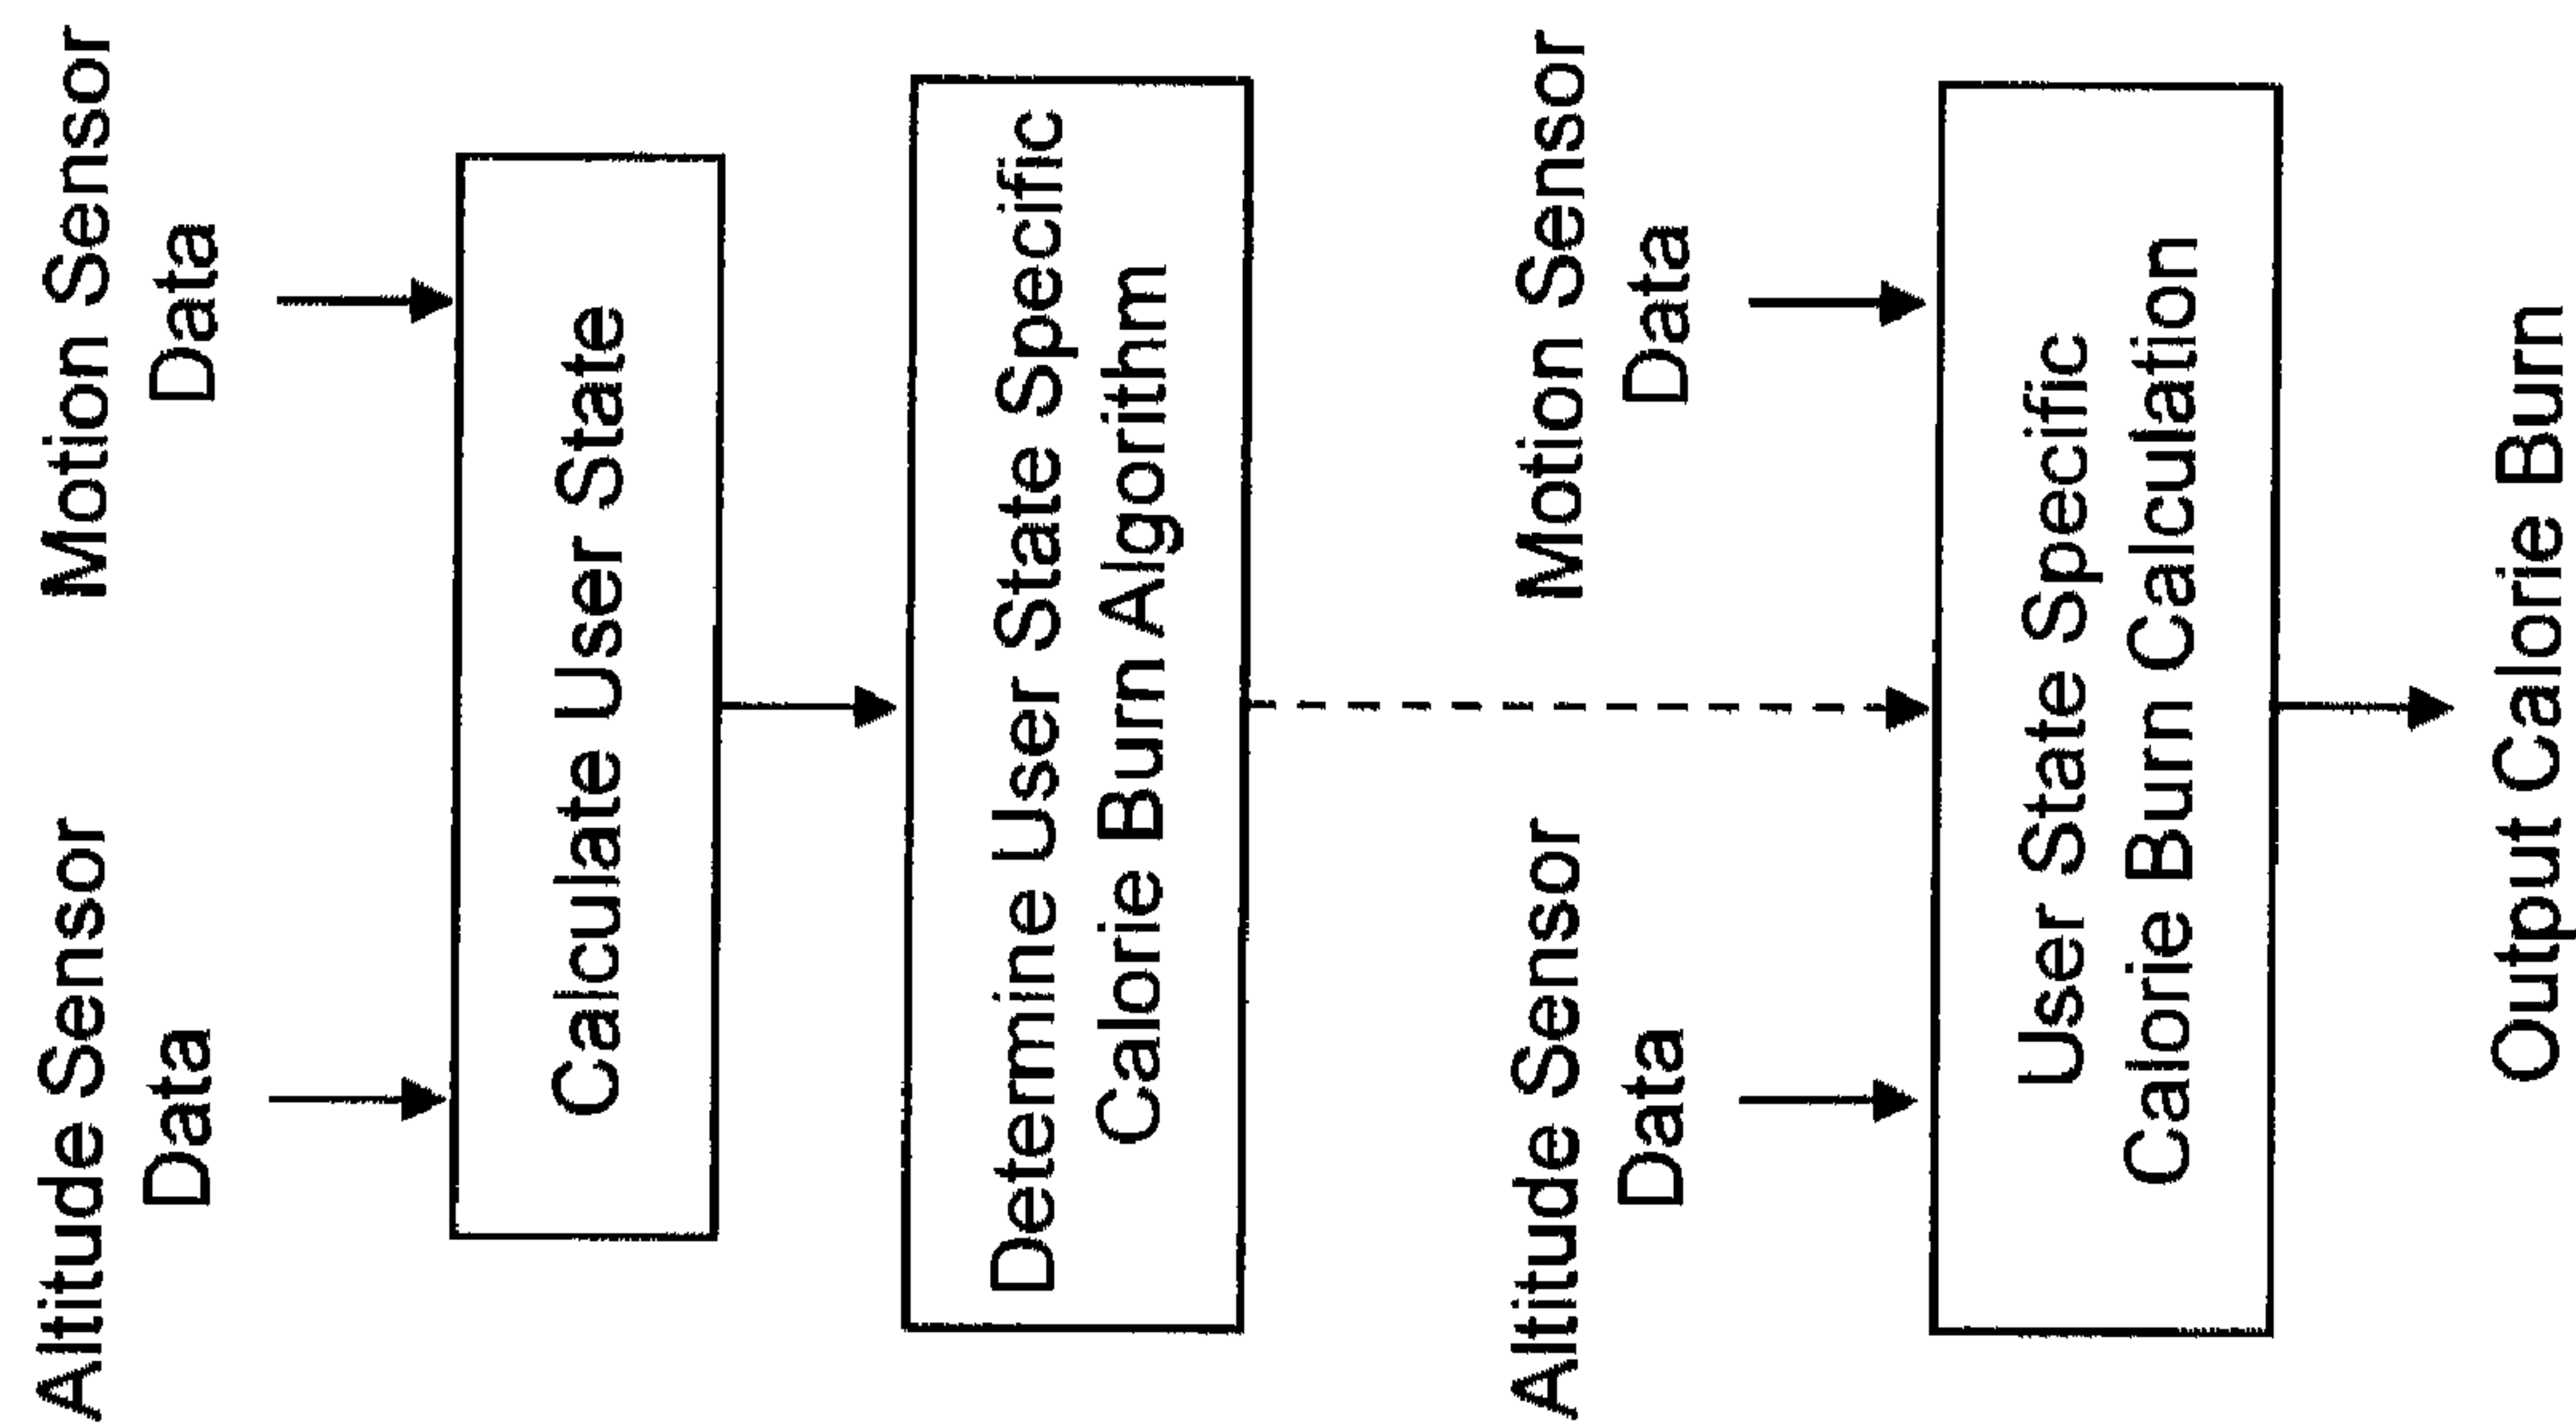 Altitude Sensor
Data
Motion Sensor
Data
Calculate User State
Determine User State Specific
Calorie Burn Algorithm
Altitude Sensor
Data
Motion Sensor
Data
User State Specific
Calorie Burn Calculation
Output Calorie Burn